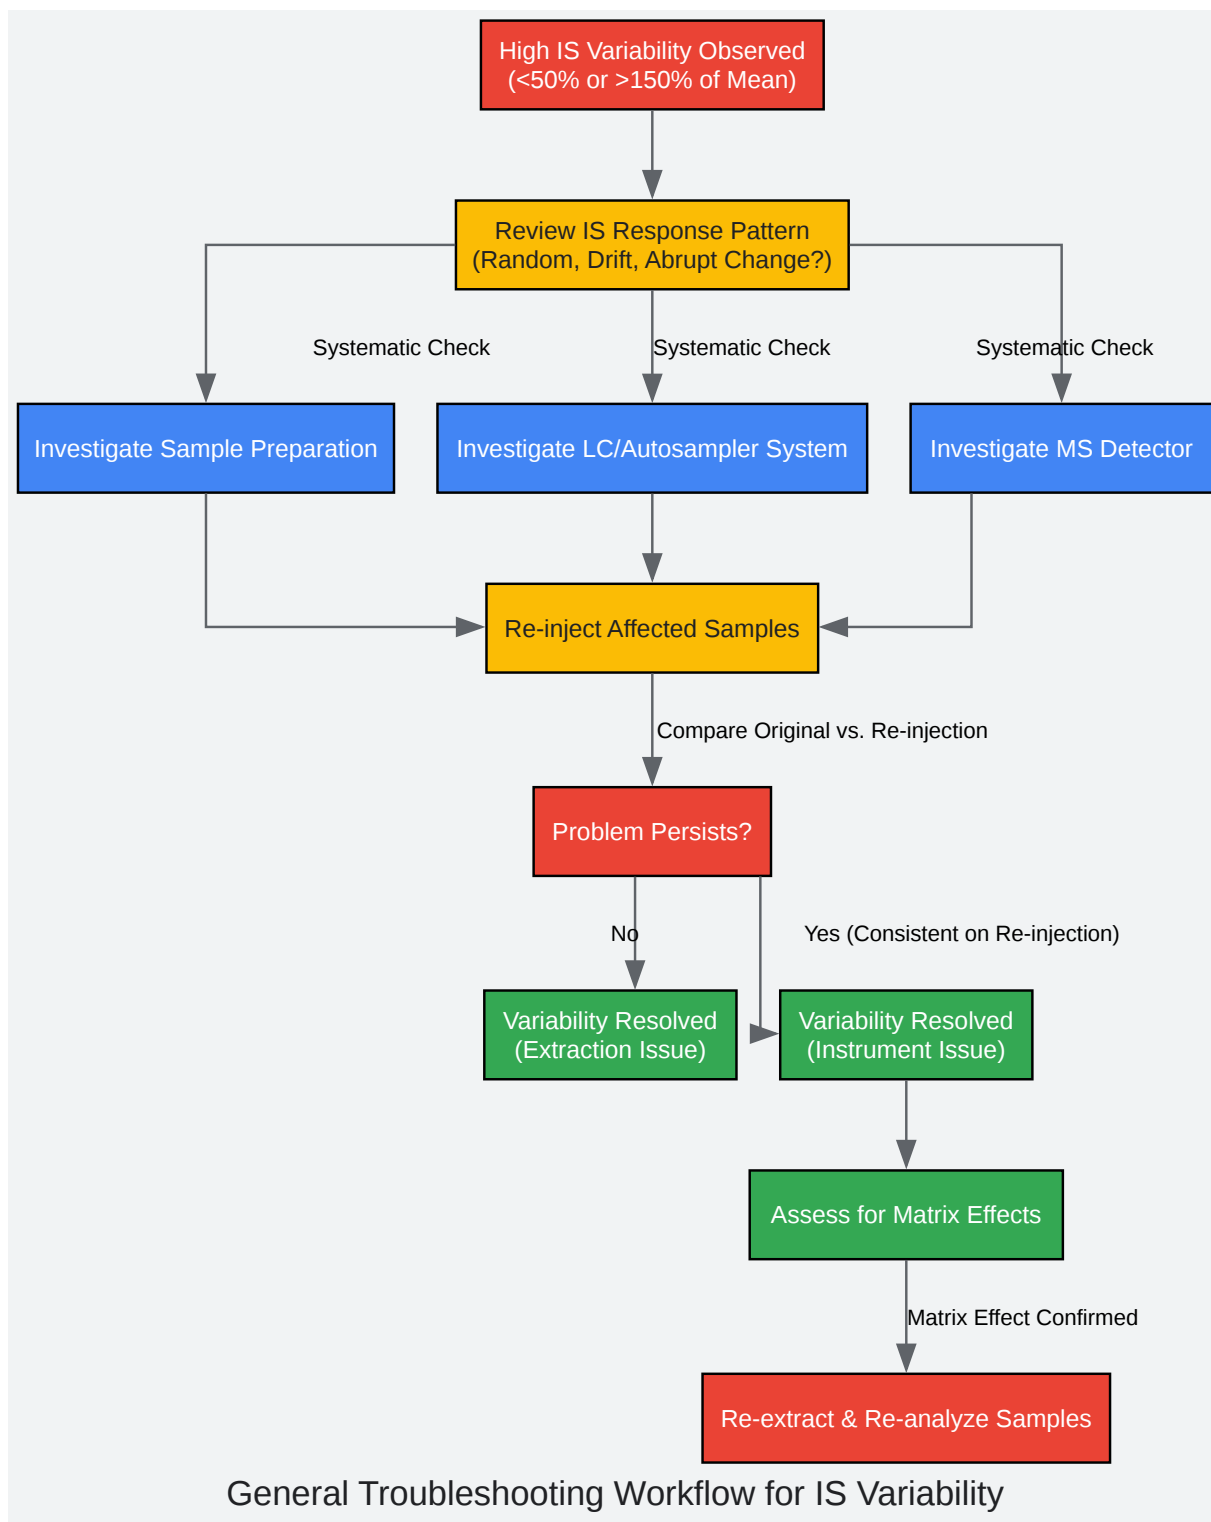 High IS Variability Observed
(<50% or >150% of Mean)
Review IS Response Pattern
(Random, Drift, Abrupt Change?)
Systematic Check
Systematic Check
Systematic Check
Investigate Sample Preparation
Investigate LC/Autosampler System
Investigate MS Detector
Re-inject Affected Samples
Compare Original vs. Re-injection
Problem Persists?
No
Yes (Consistent on Re-injection)
Variability Resolved
(Extraction Issue)
Variability Resolved
(Instrument Issue)
Assess for Matrix Effects
Matrix Effect Confirmed
Re-extract & Re-analyze Samples
General Troubleshooting Workflow for IS Variability